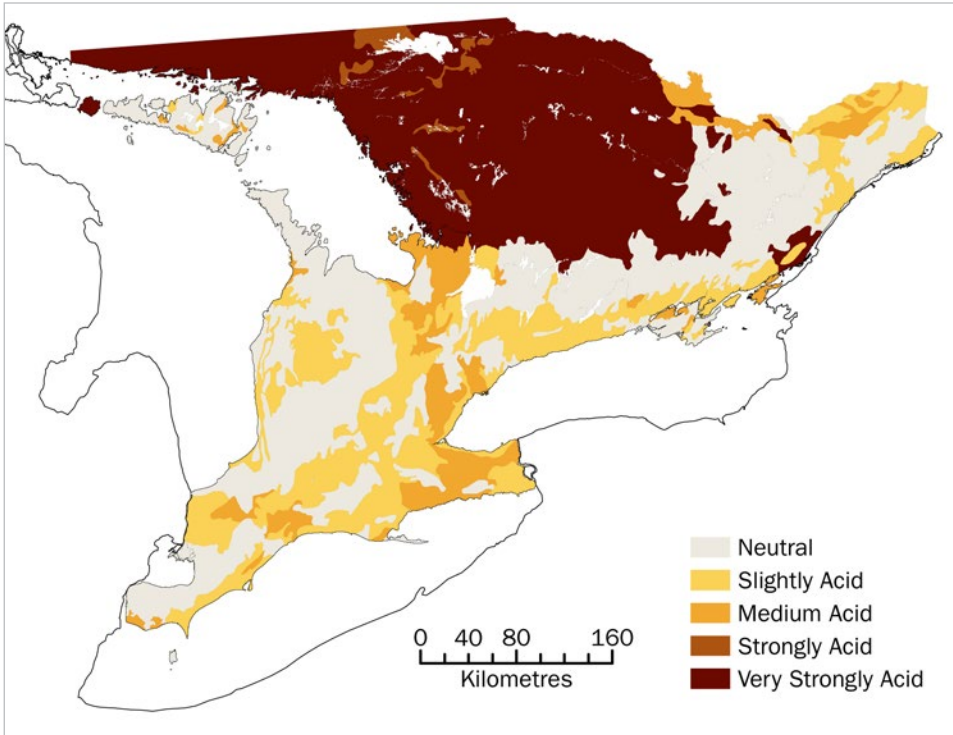 Neutral
Slightly Acid
Medium Acid
Strongly Acid
Very Strongly Acid
0 40 80 160
Kilometres